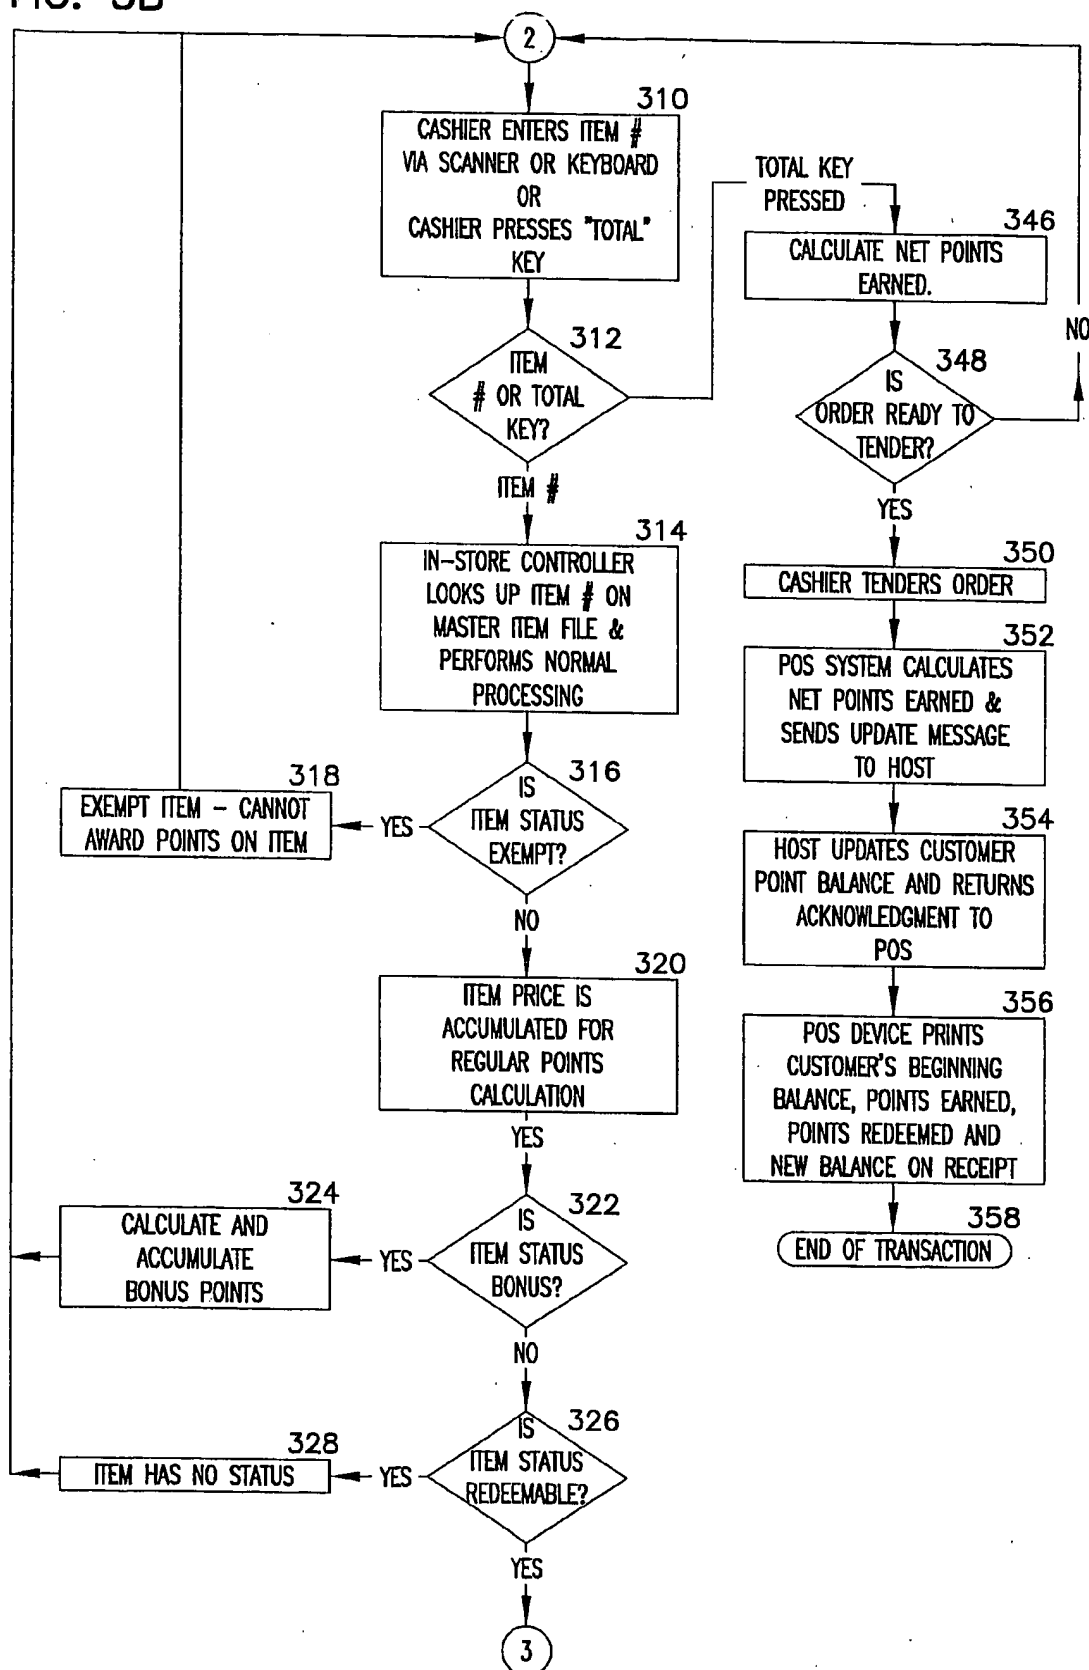 2
310
CASHIER ENTERS ITEM #
VIA SCANNER OR KEYBOARD
OR
CASHIER PRESSES "TOTAL"
KEY
312
ITEM
# OR TOTAL
KEY?
ITEM #
314
IN-STORE CONTROLLER
LOOKS UP ITEM # ON
MASTER ITEM FILE &
PERFORMS NORMAL
PROCESSING
316
IS
ITEM STATUS
EXEMPT?
YES
318
EXEMPT ITEM - CANNOT
AWARD POINTS ON ITEM
NO
320
ITEM PRICE IS
ACCUMULATED FOR
REGULAR POINTS
CALCULATION
YES
322
IS
ITEM STATUS
BONUS?
YES
324
CALCULATE AND
ACCUMULATE
BONUS POINTS
NO
326
IS
ITEM STATUS
REDEEMABLE?
YES
328
ITEM HAS NO STATUS
YES
3
TOTAL KEY
PRESSED
346
CALCULATE NET POINTS
EARNED.
348
IS
ORDER READY TO
TENDER?
NO
YES
350
CASHIER TENDERS ORDER
352
POS SYSTEM CALCULATES
NET POINTS EARNED &
SENDS UPDATE MESSAGE
TO HOST
354
HOST UPDATES CUSTOMER
POINT BALANCE AND RETURNS
ACKNOWLEDGMENT TO
POS
356
POS DEVICE PRINTS
CUSTOMER'S BEGINNING
BALANCE, POINTS EARNED,
POINTS REDEEMED AND
NEW BALANCE ON RECEIPT
358
END OF TRANSACTION